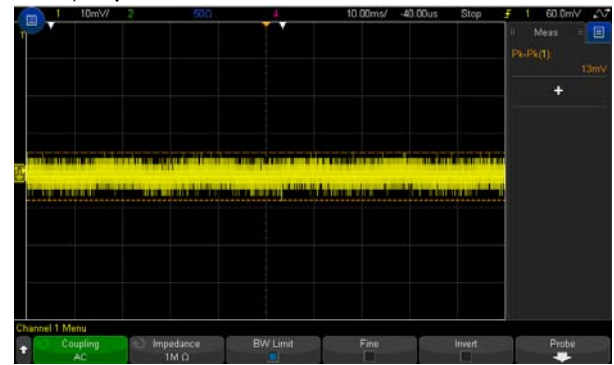 1 10mV/ 2 50Ω 4 10.00ms/ -40.00us Stop 1 60.0mV
Meas
Pk-Pk(1):
13mV
Channel 1 Menu
Coupling Impedance BW Limit Fine Invert Probe
AC 1M Ω